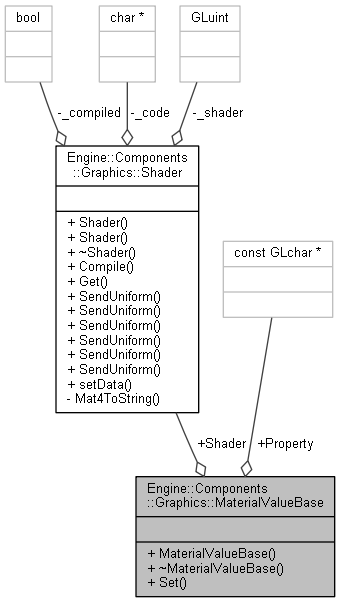 bool
char *
GLuint
-_compiled
-_code
-_shader
Engine::Components
::Graphics::Shader
+ Shader()
+ Shader()
+ ~Shader()
+ Compile()
+ Get()
+ SendUniform()
+ SendUniform()
+ SendUniform()
+ SendUniform()
+ SendUniform()
+ SendUniform()
+ setData()
- Mat4ToString()
const GLchar *
+Shader
+Property
Engine::Components
::Graphics::MaterialValueBase
+ MaterialValueBase()
+ ~MaterialValueBase()
+ Set()